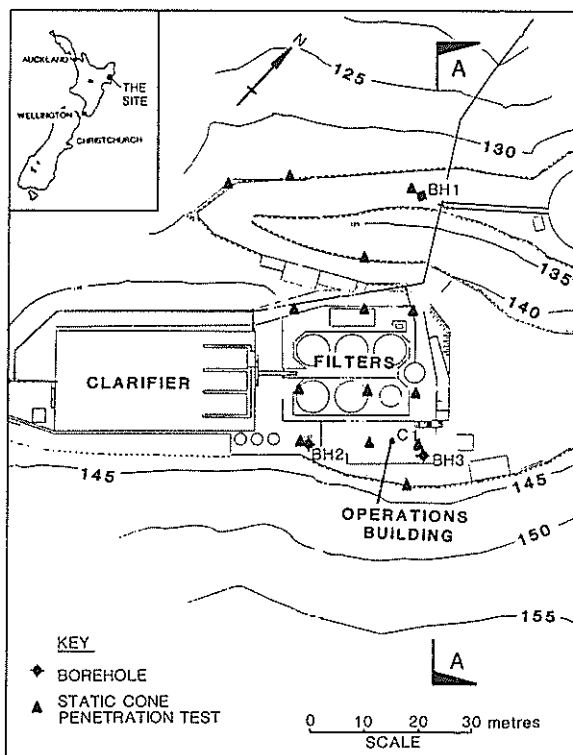 AUCKLAND
THE
SITE
WELLINGTON
CHRISTCHURCH
N
A
125
130
BH1
135
140
CLARIFIER
FILTERS
C
BH2
BH3
145
145
OPERATIONS
BUILDING
150
155
A
KEY
BOREHOLE
STATIC CONE
PENETRATION TEST
0 10 20 30 metres
SCALE